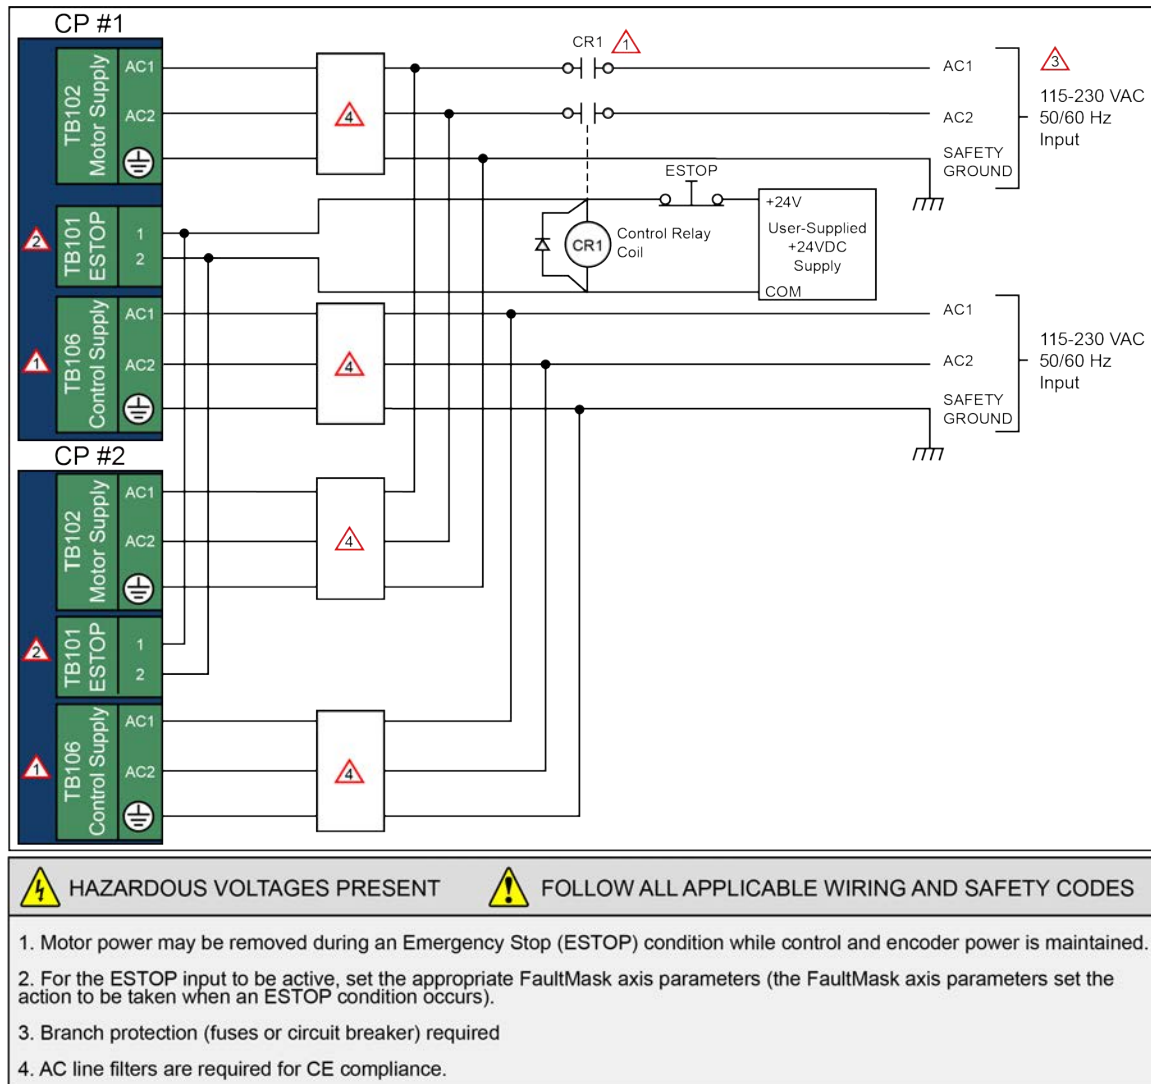 CP #1
TB102
Motor Supply
AC1
AC2
4
CR1
1
AC1
AC2
SAFETY
GROUND
3
115-230 VAC
50/60 Hz
Input
2
TB101
ESTOP
1
2
ESTOP
CR1
Control Relay
Coil
+24V
User-Supplied
+24VDC
Supply
COM
1
TB106
Control Supply
AC1
AC2
4
AC1
AC2
SAFETY
GROUND
115-230 VAC
50/60 Hz
Input
CP #2
TB102
Motor Supply
AC1
AC2
4
2
TB101
ESTOP
1
2
1
TB106
Control Supply
AC1
AC2
4
HAZARDOUS VOLTAGES PRESENT
FOLLOW ALL APPLICABLE WIRING AND SAFETY CODES
1. Motor power may be removed during an Emergency Stop (ESTOP) condition while control and encoder power is maintained.
2. For the ESTOP input to be active, set the appropriate FaultMask axis parameters (the FaultMask axis parameters set the
action to be taken when an ESTOP condition occurs).
3. Branch protection (fuses or circuit breaker) required
4. AC line filters are required for CE compliance.